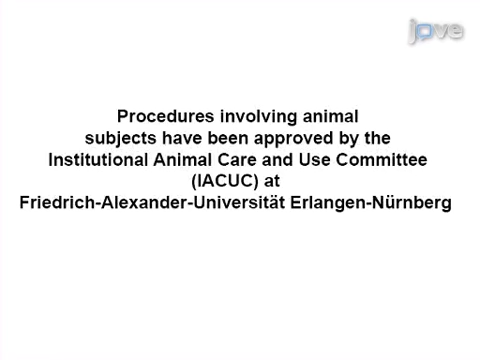 jove
Procedures involving animal
subjects have been approved by the
Institutional Animal Care and Use Committee
(IACUC) at
Friedrich-Alexander-Universität Erlangen-Nürnberg